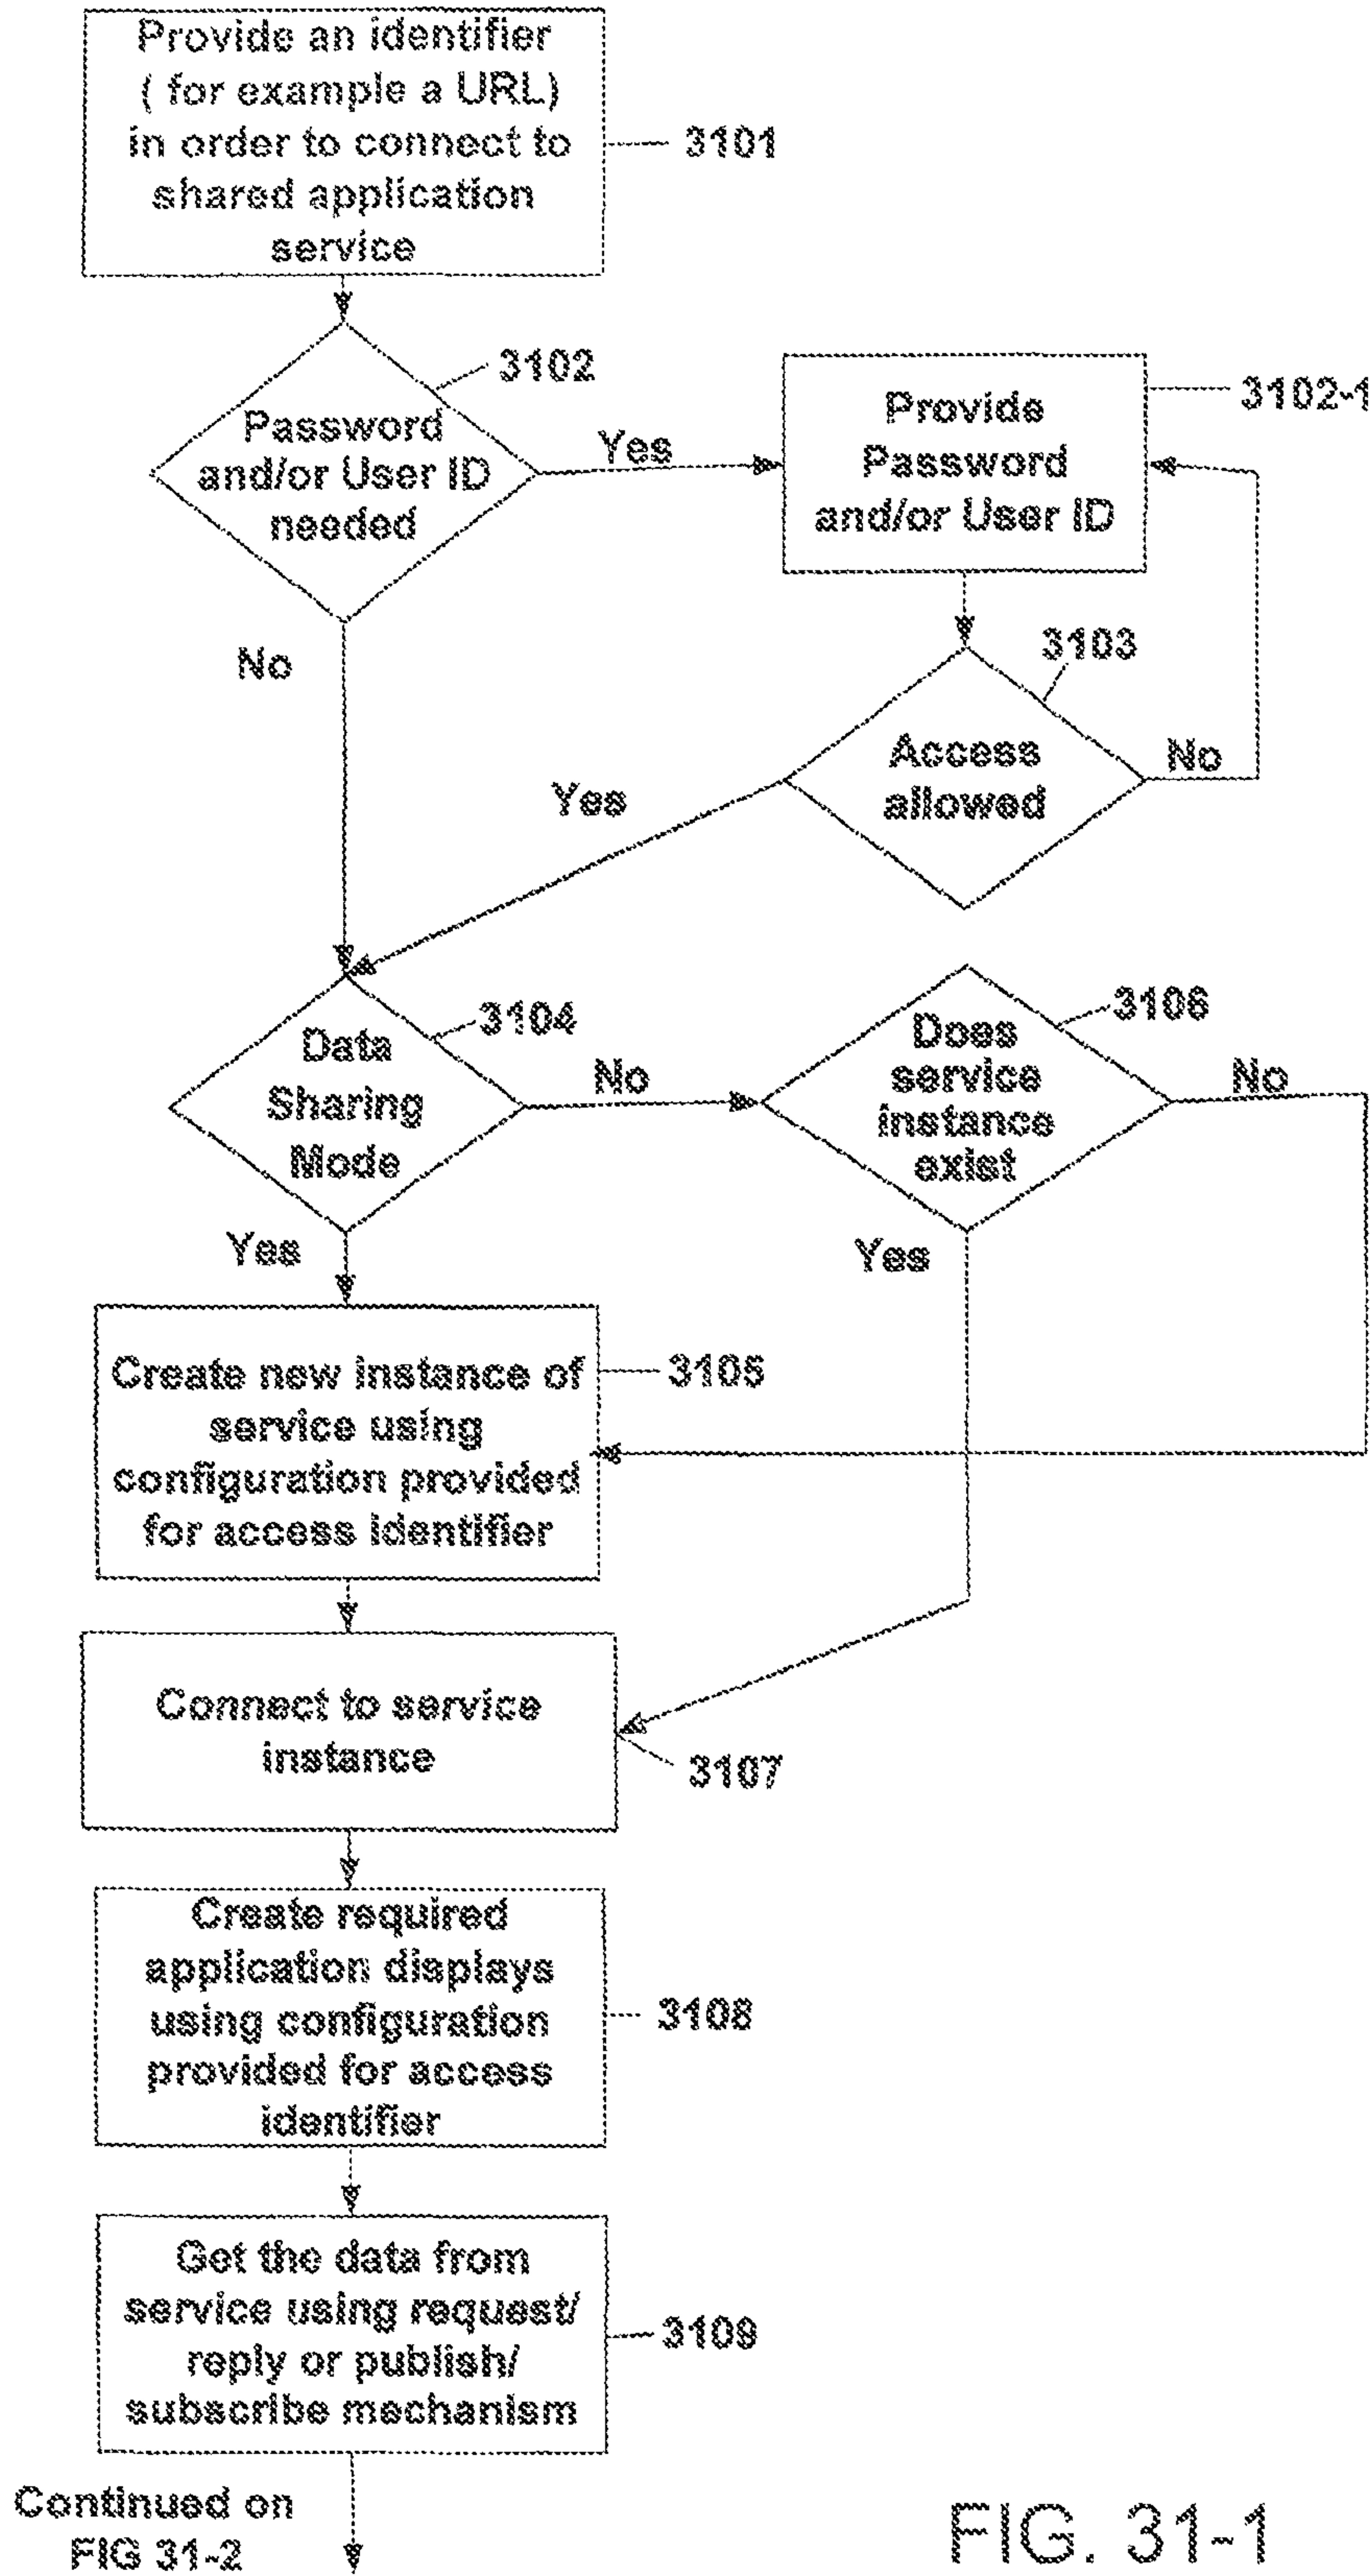 Provide an identifier
( for example a URL)
in order to connect to
shared application
service
3101
3102
Password
and/or User ID
needed
Yes
Provide
Password
and/or User ID
3102-1
No
3103
Access
allowed
No
Yes
3104
Data
Sharing
Mode
No
3106
Does
service
instance
exist
No
Yes
Yes
Create new instance of
service using
configuration provided
for access identifier
3105
Connect to service
instance
3107
Create required
application displays
using configuration
provided for access
identifier
3108
Get the data from
service using request/
reply or publish/
subscribe mechanism
3109
Continued on
FIG 31-2
FIG. 31-1